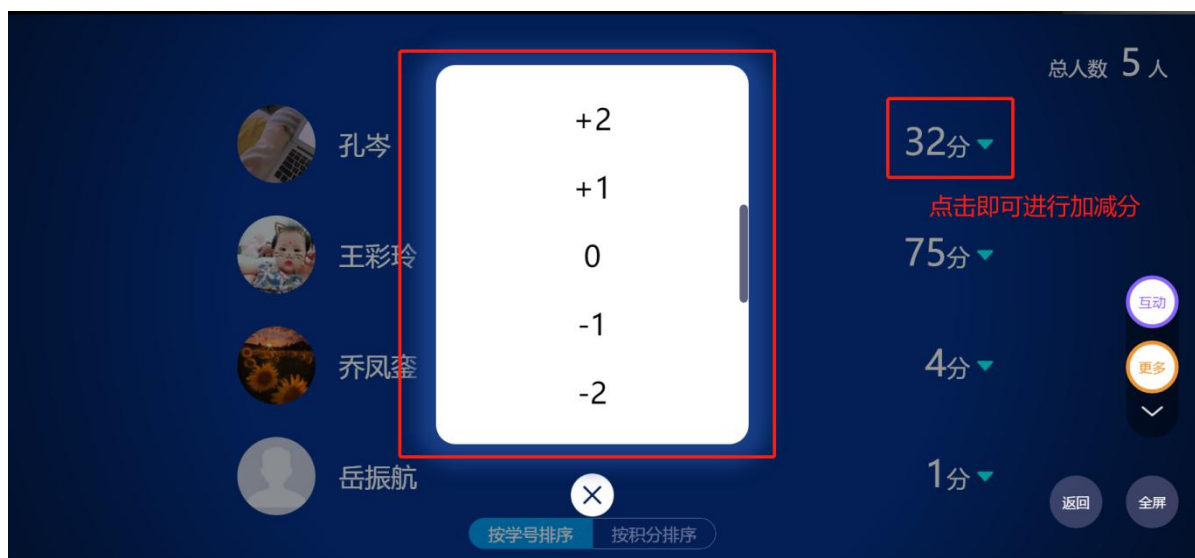 总人数 5 人
孔岑
+2
32分
+1
点击即可进行加减分
王彩玲
0
75分
互动
-1
乔凤銮
-2
4分
更多
岳振航
1分
返回
全屏
按学号排序
按积分排序